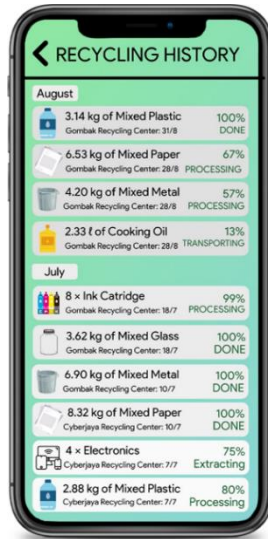 RECYCLING HISTORY
August
3.14 kg of Mixed Plastic 100%
Gombak Recycling Center: 31/8 DONE
6.53 kg of Mixed Paper 67%
Gombak Recycling Center: 28/8 PROCESSING
4.20 kg of Mixed Metal 57%
Gombak Recycling Center: 28/8 PROCESSING
2.33 ℓ of Cooking Oil 13%
Gombak Recycling Center: 28/8 TRANSPORTING
July
8 × Ink Catridge 99%
Gombak Recycling Center: 18/7 PROCESSING
3.62 kg of Mixed Glass 100%
Gombak Recycling Center: 18/7 DONE
6.90 kg of Mixed Metal 100%
Gombak Recycling Center: 10/7 DONE
8.32 kg of Mixed Paper 100%
Cyberjaya Recycling Center: 10/7 DONE
4 × Electronics 75%
Cyberjaya Recycling Center: 7/7 Extracting
2.88 kg of Mixed Plastic 80%
Cyberjaya Recycling Center: 7/7 Processing